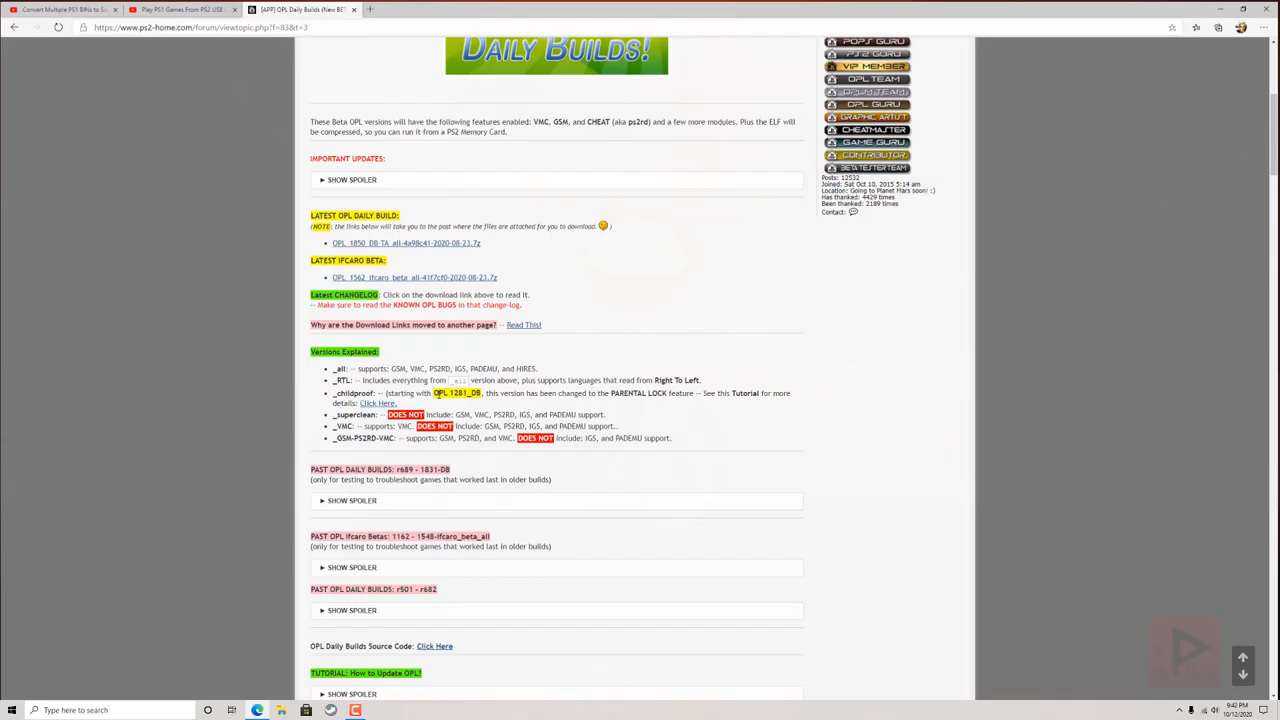 Convert Multiple PS1 BINs to Sing
Play PS1 Games From PS2 USB
[APP] OPL Daily Builds (New BET
https://www.ps2-home.com/forum/viewtopic.php?f=83&t=3
DAILY BUILDS!
POPS GURU
PS2 GURU
VIP MEMBER
OPL TEAM
OPLM TEAM
OPL GURU
GRAPHIC ARTIST
CHEATMASTER
GAME GURU
CONTRIBUTOR
BETA TESTER TEAM
Posts: 12532
Joined: Sat Oct 10, 2015 5:14 am
Location: Going to Planet Mars soon! :)
Has thanked: 4429 times
Been thanked: 2189 times
Contact:
These Beta OPL versions will have the following features enabled: VMC, GSM, and CHEAT (aka ps2rd) and a few more modules. Plus the ELF will
be compressed, so you can run it from a PS2 Memory Card.
IMPORTANT UPDATES:
► SHOW SPOILER
LATEST OPL DAILY BUILD:
(NOTE: the links below will take you to the post where the files are attached for you to download. )
• OPL_1850_DB-TA_all-4a98c41-2020-08-23.7z
LATEST IFCARO BETA:
• OPL_1562_ifcaro_beta_all-41f7cf0-2020-08-23.7z
Latest CHANGELOG: Click on the download link above to read it.
-- Make sure to read the KNOWN OPL BUGS in that change-log.
Why are the Download Links moved to another page? -- Read This!
Versions Explained:
• _all: -- supports: GSM, VMC, PS2RD, IGS, PADEMU, and HIRES.
• _RTL: -- Includes everything from _all version above, plus supports languages that read from Right To Left.
• _childproof: -- (starting with OPL 1281_DB, this version has been changed to the PARENTAL LOCK feature -- See this Tutorial for more
details: Click Here.
• _superclean: -- DOES NOT include: GSM, VMC, PS2RD, IGS, and PADEMU support.
• _VMC: -- supports: VMC. DOES NOT include: GSM, PS2RD, IGS, and PADEMU support..
• _GSM-PS2RD-VMC: -- supports: GSM, PS2RD, and VMC. DOES NOT include: IGS, and PADEMU support.
PAST OPL DAILY BUILDS: r689 - 1831-DB
(only for testing to troubleshoot games that worked last in older builds)
► SHOW SPOILER
PAST OPL ifcaro Betas: 1162 - 1548-ifcaro_beta_all
(only for testing to troubleshoot games that worked last in older builds)
► SHOW SPOILER
PAST OPL DAILY BUILDS: r501 - r682
► SHOW SPOILER
OPL Daily Builds Source Code: Click Here
TUTORIAL: How to Update OPL?
► SHOW SPOILER
Type here to search
9:42 PM
10/12/2020